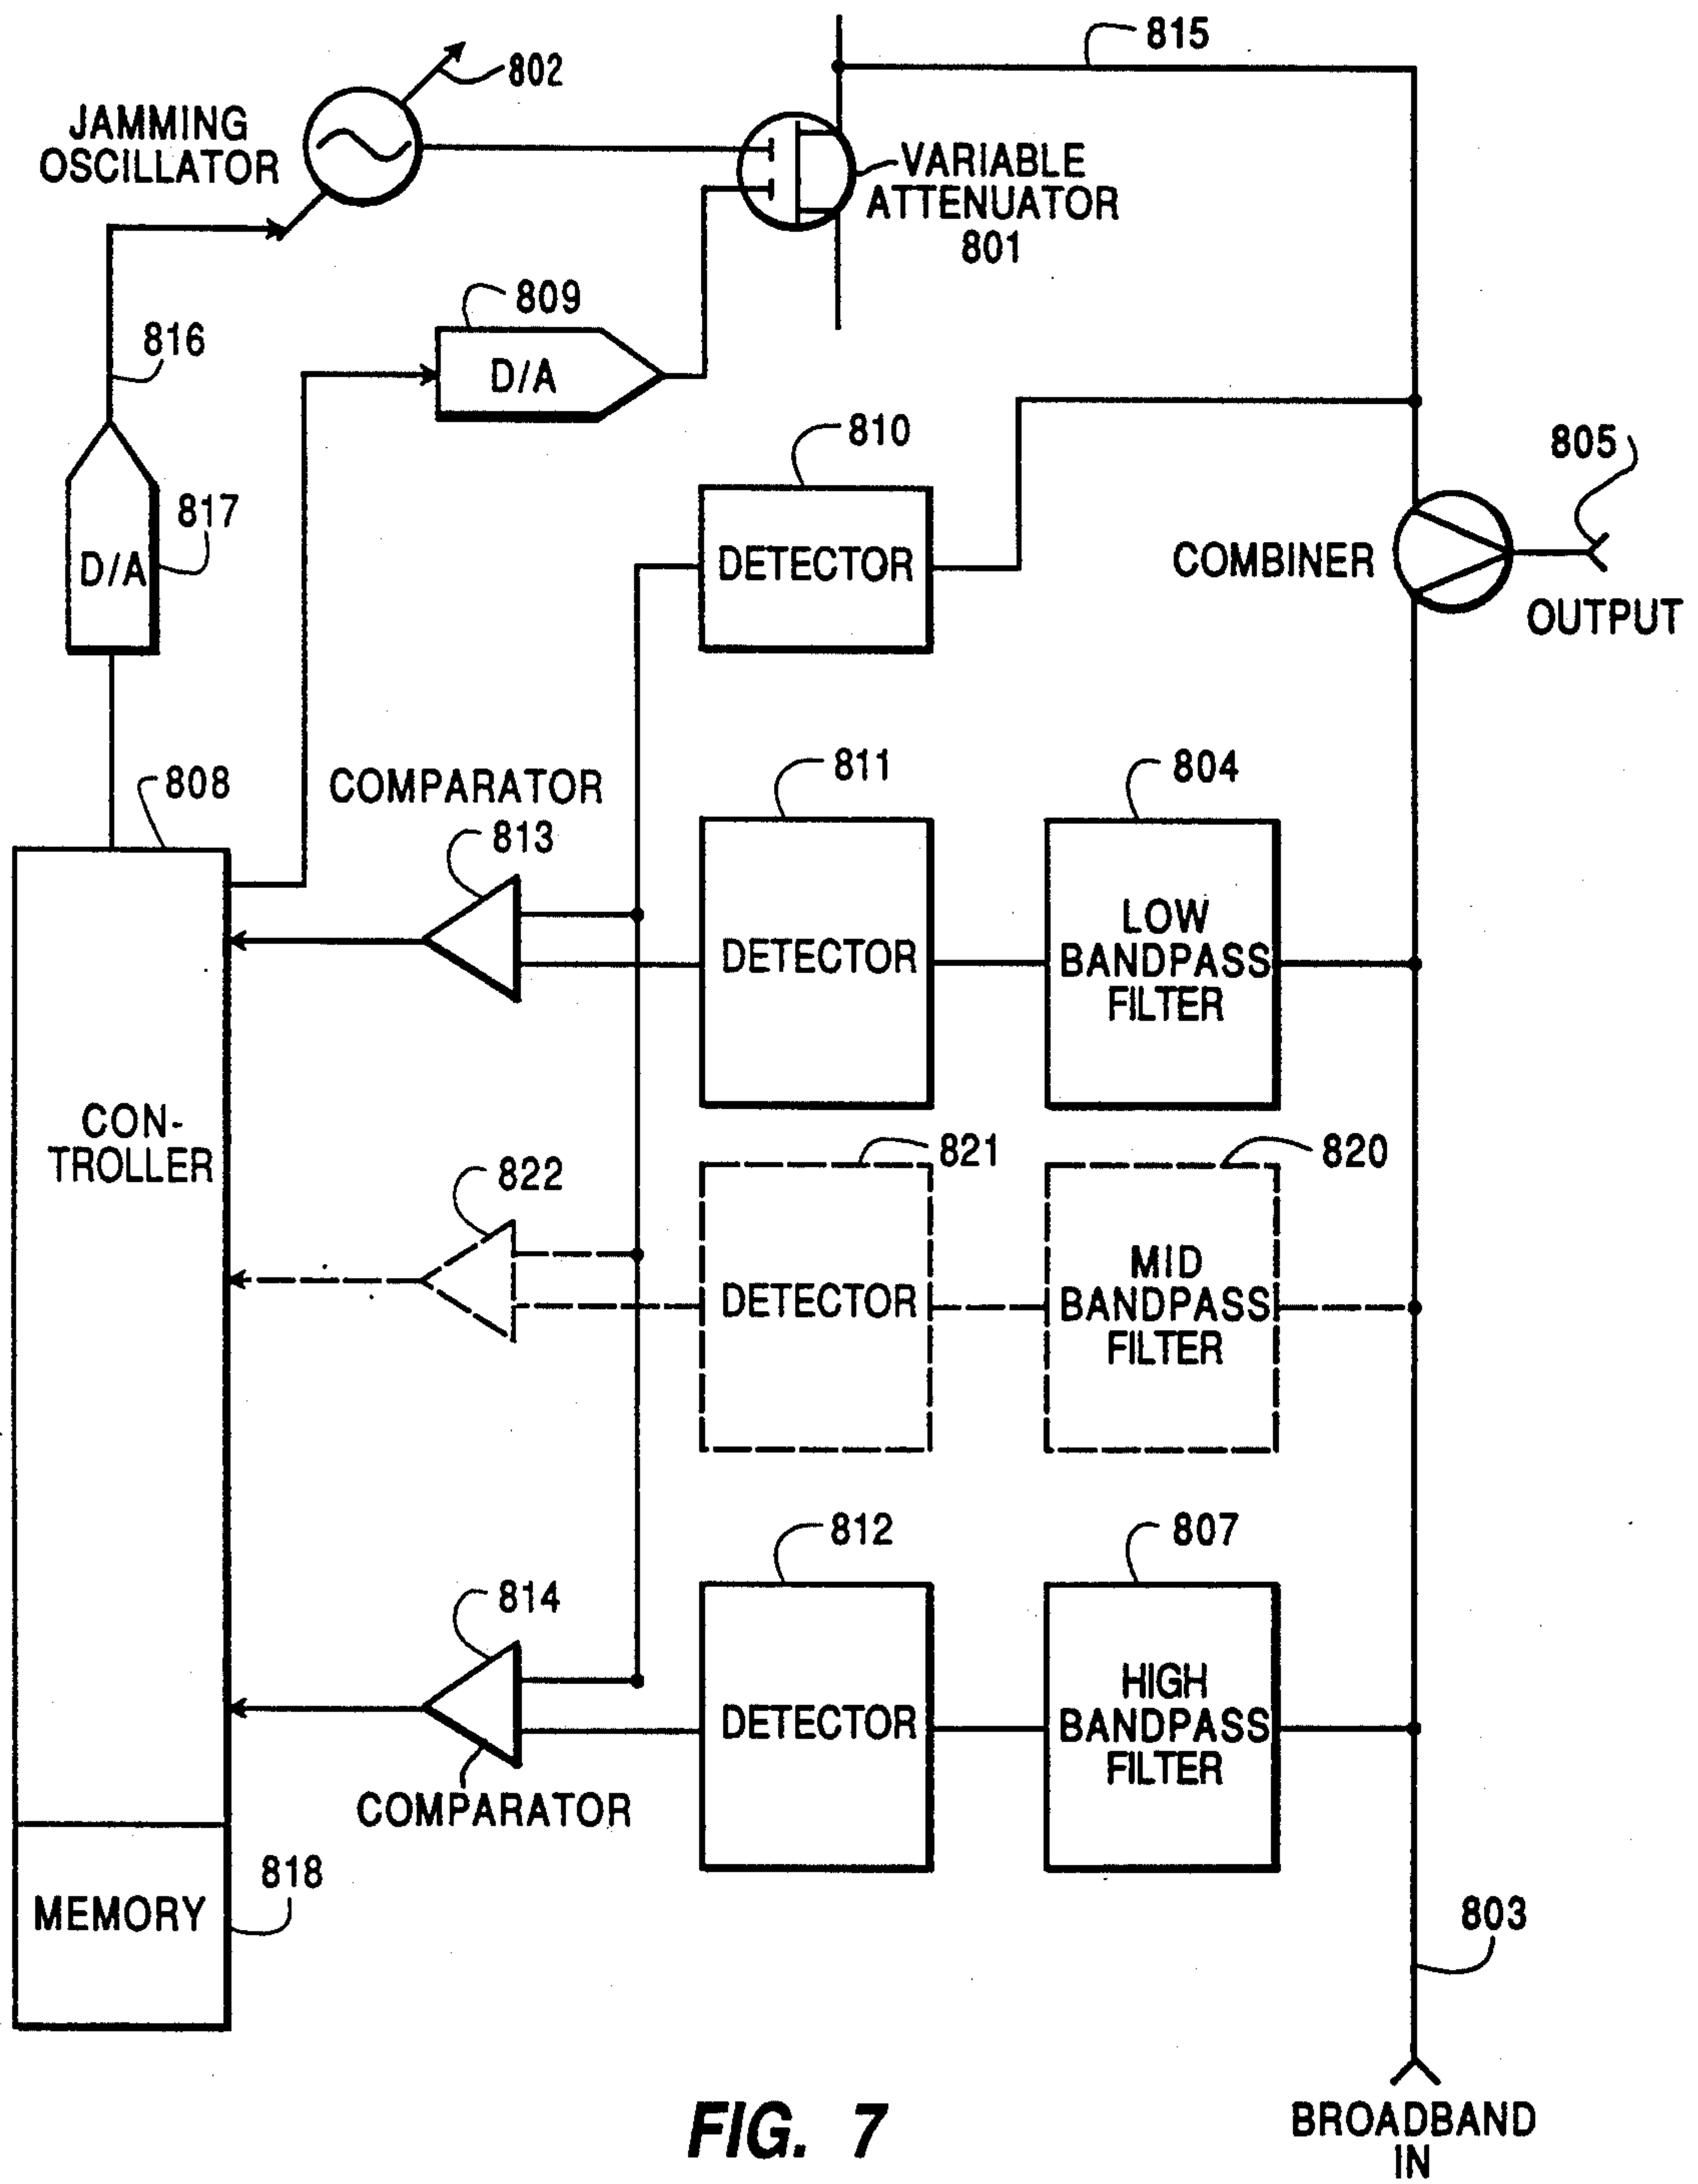 815
802
JAMMING
OSCILLATOR
VARIABLE
ATTENUATOR
801
809
816
D/A
810
805
817
D/A
DETECTOR
COMBINER
OUTPUT
808
COMPARATOR
813
811
804
LOW
BANDPASS
FILTER
DETECTOR
CON-
TROLLER
822
821
820
DETECTOR
MID
BANDPASS
FILTER
812
807
814
DETECTOR
HIGH
BANDPASS
FILTER
COMPARATOR
MEMORY
818
803
BROADBAND
IN
FIG. 7